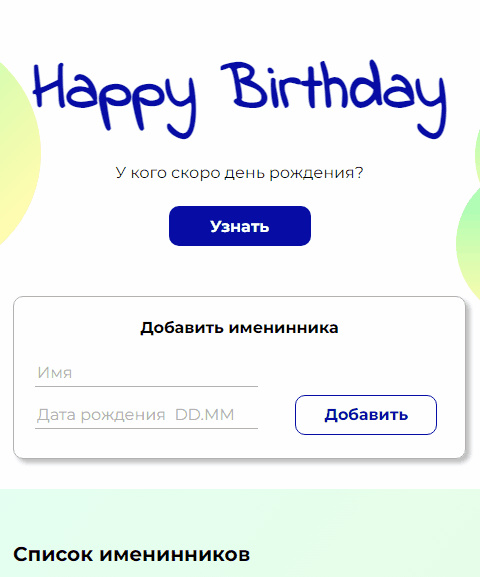 Happy Birthday
У кого скоро день рождения?
Узнать
Добавить именинника
Имя
Дата рождения DD.MM
Добавить
Список именинников